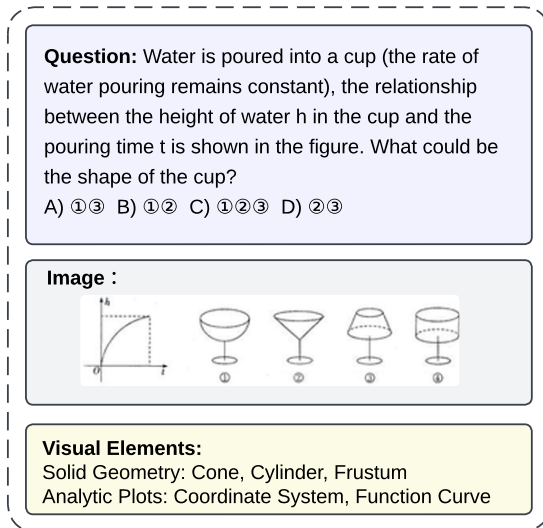 Question: Water is poured into a cup (the rate of
water pouring remains constant), the relationship
between the height of water h in the cup and the
pouring time t is shown in the figure. What could be
the shape of the cup?
A) ①③ B) ①② C) ①②③ D) ②③
Image：
h
O t
① ② ③ ④
Visual Elements:
Solid Geometry: Cone, Cylinder, Frustum
Analytic Plots: Coordinate System, Function Curve